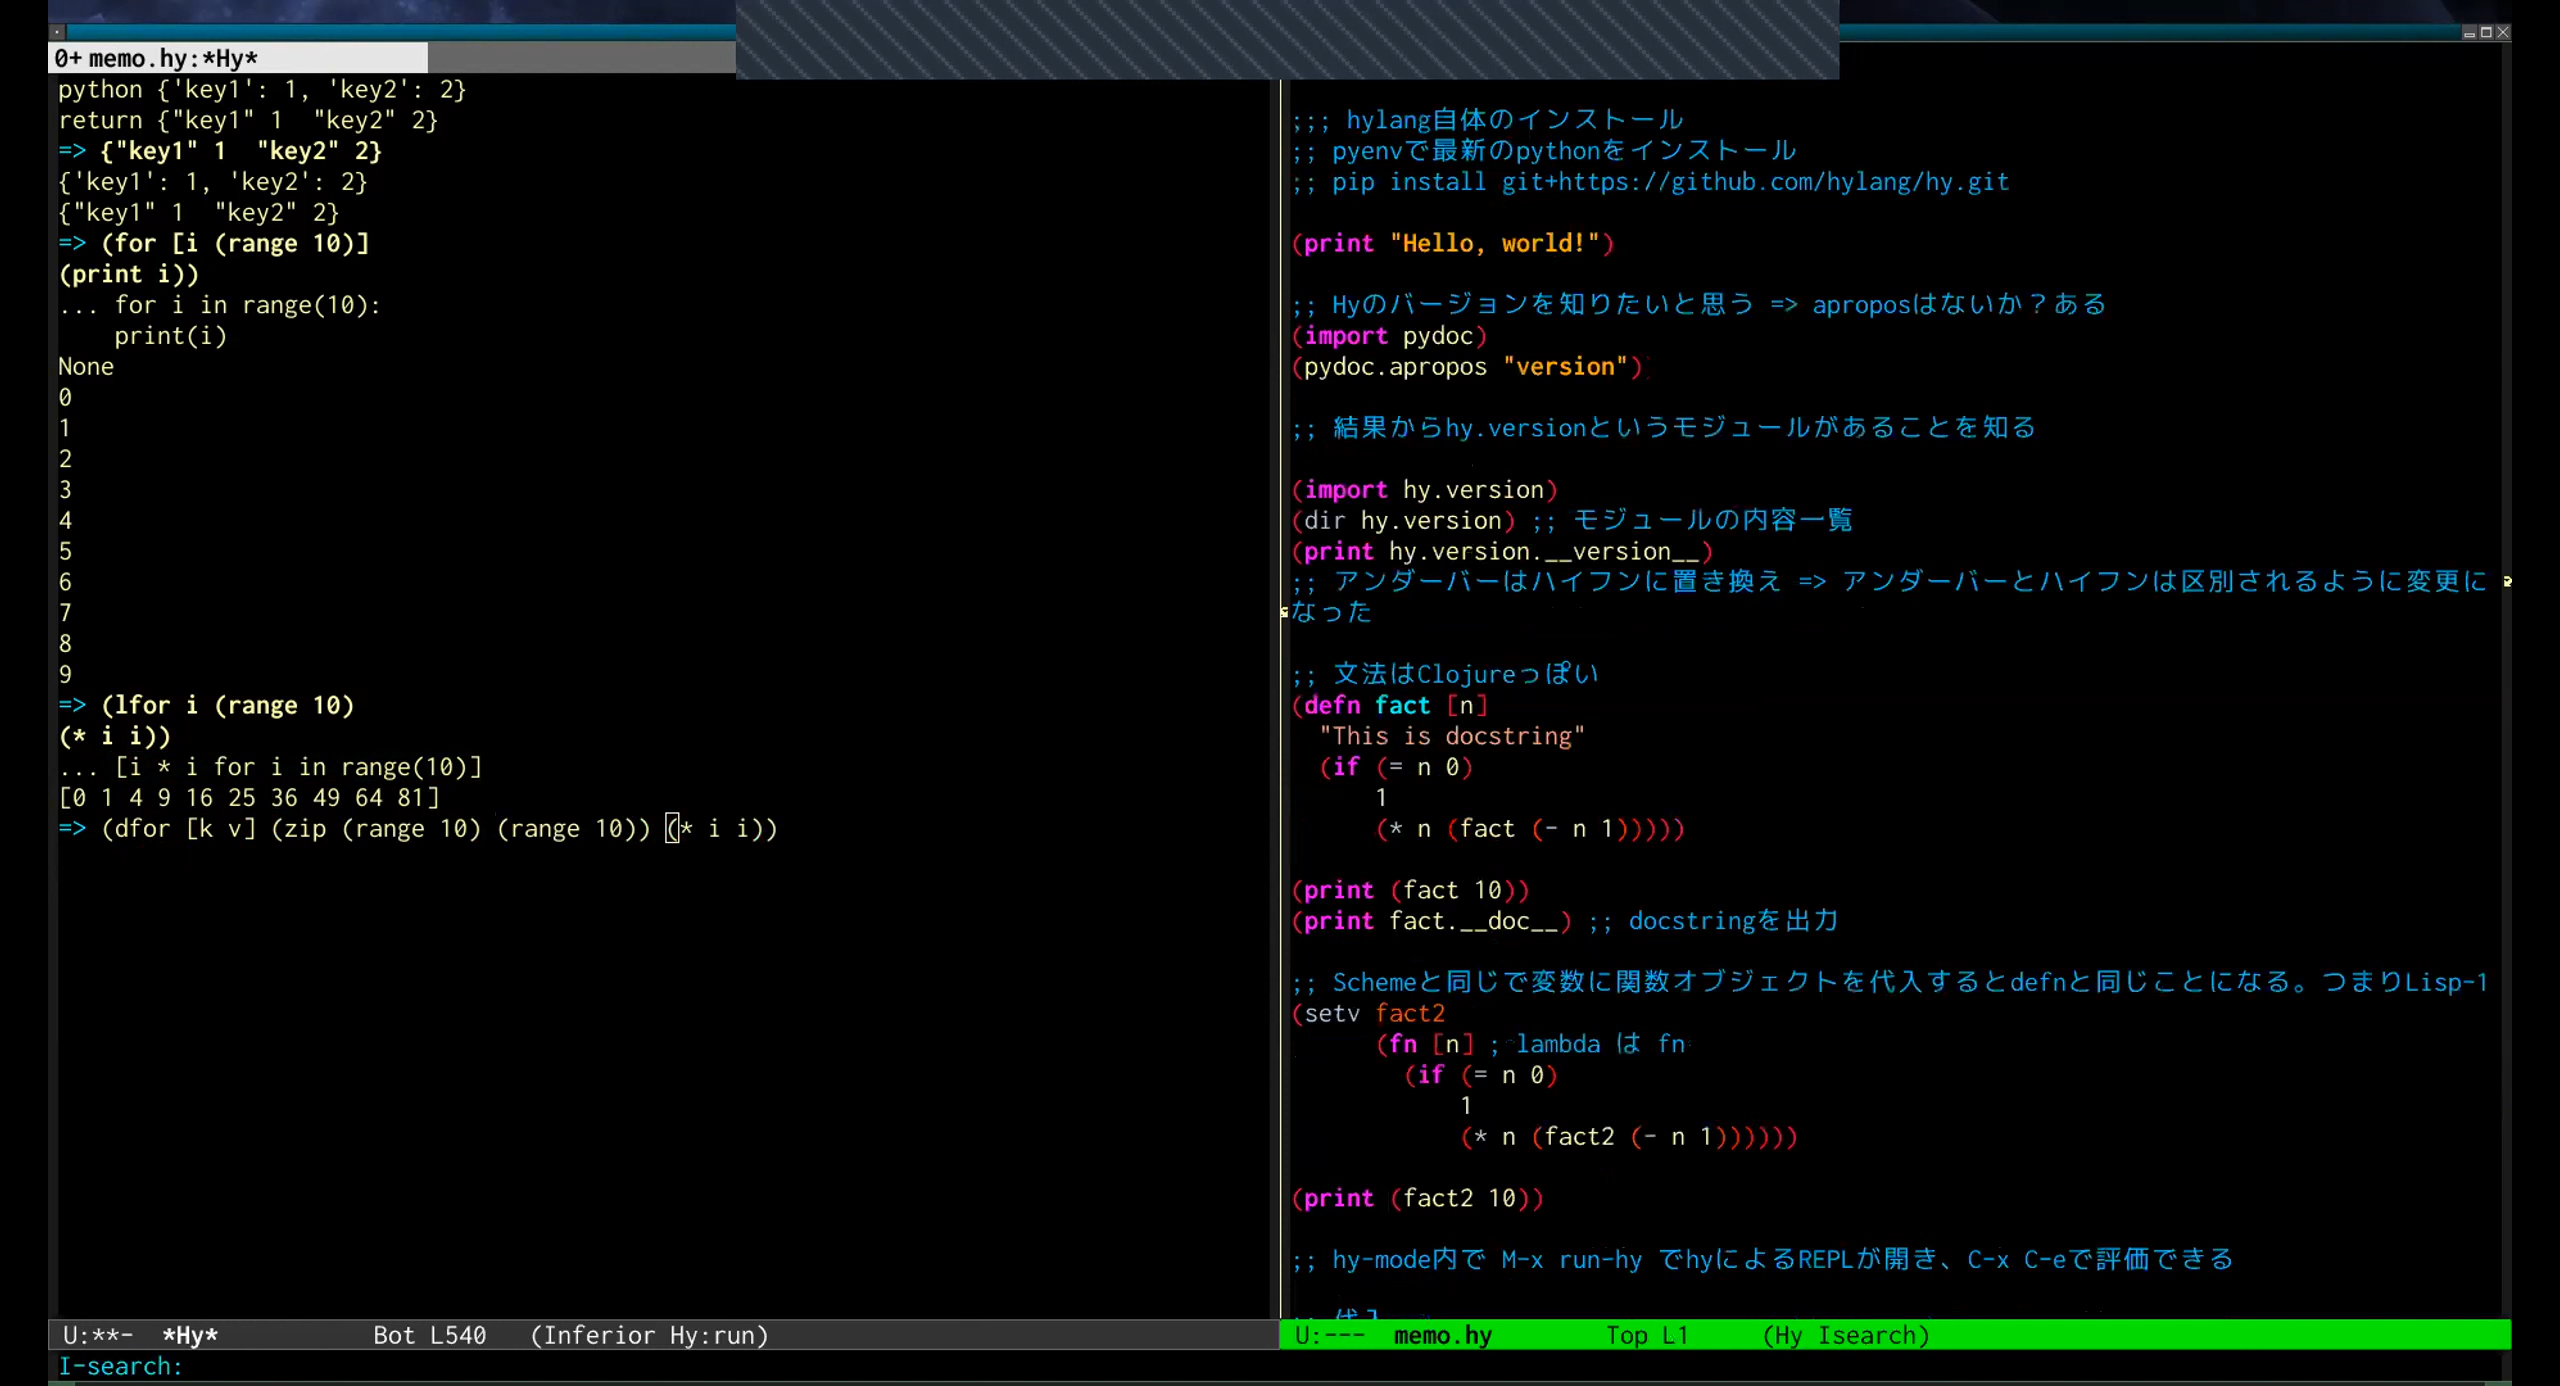 0+ memo.hy:*Hy*
python {'key1': 1, 'key2': 2}
return {"key1" 1  "key2" 2}
=> {"key1" 1  "key2" 2}
{'key1': 1, 'key2': 2}
{"key1" 1  "key2" 2}
=> (for [i (range 10)]
(print i))
... for i in range(10):
    print(i)
None
0
1
2
3
4
5
6
7
8
9
=> (lfor i (range 10)
(* i i))
... [i * i for i in range(10)]
[0 1 4 9 16 25 36 49 64 81]
=> (dfor [k v] (zip (range 10) (range 10)) (* i i))
U:**-  *Hy*           Bot L540   (Inferior Hy:run)
I-search:
;;; hylang自体のインストール
;; pyenvで最新のpythonをインストール
;; pip install git+https://github.com/hylang/hy.git
(print "Hello, world!")
;; Hyのバージョンを知りたいと思う => aproposはないか？ある
(import pydoc)
(pydoc.apropos "version")
;; 結果からhy.versionというモジュールがあることを知る
(import hy.version)
(dir hy.version) ;; モジュールの内容一覧
(print hy.version.__version__)
;; アンダーバーはハイフンに置き換え => アンダーバーとハイフンは区別されるように変更に
なった
;; 文法はClojureっぽい
(defn fact [n]
  "This is docstring"
  (if (= n 0)
      1
      (* n (fact (- n 1)))))
(print (fact 10))
(print fact.__doc__) ;; docstringを出力
;; Schemeと同じで変数に関数オブジェクトを代入するとdefnと同じことになる。つまりLisp-1
(setv fact2
      (fn [n] ; lambda は fn
        (if (= n 0)
            1
            (* n (fact2 (- n 1))))))
(print (fact2 10))
;; hy-mode内で M-x run-hy でhyによるREPLが開き、C-x C-eで評価できる
;; 代入
U:---  memo.hy        Top L1     (Hy Isearch)